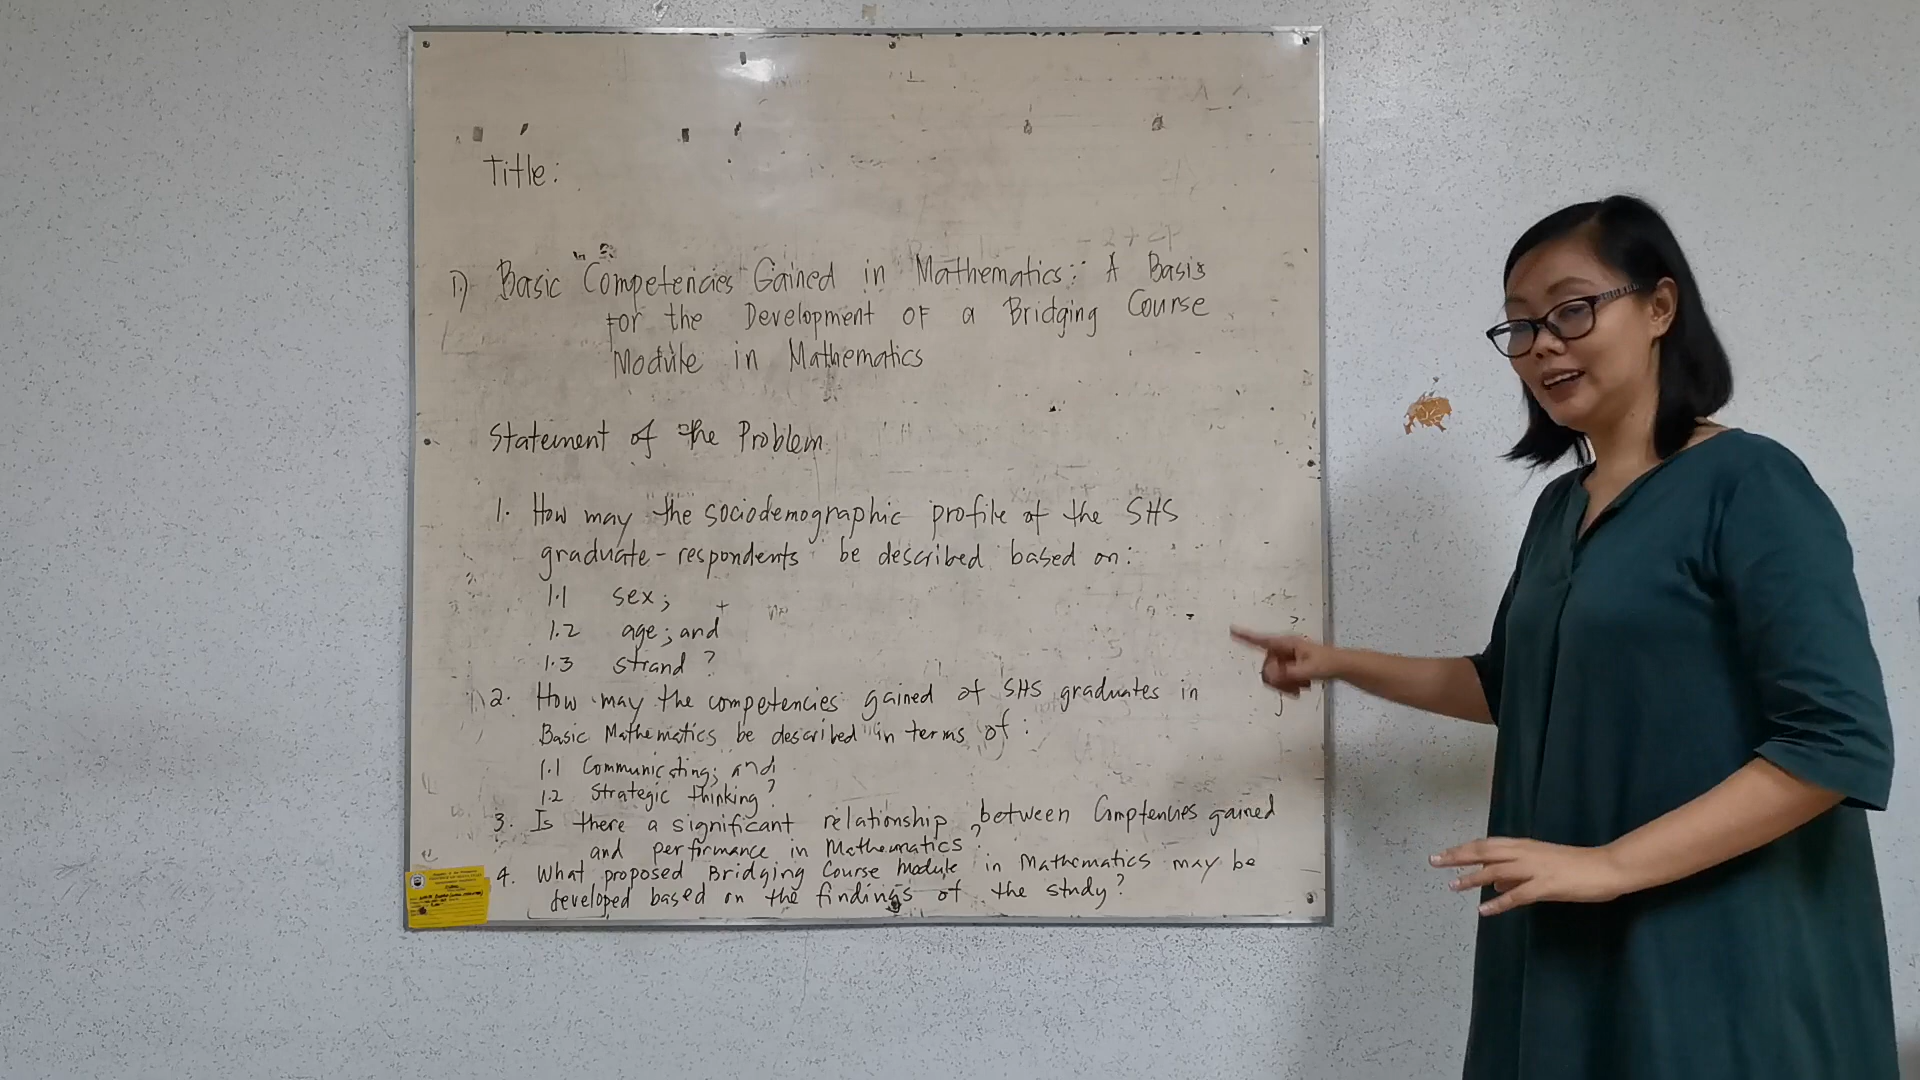 Title:
1) Basic Competencies Gained in Mathematics: A Basis
for the Development of a Bridging Course
Module in Mathematics
Statement of the Problem
1. How may the sociodemographic profile of the SHS
graduate-respondents be described based on:
1.1 sex;
1.2 age; and
1.3 strand?
2. How may the competencies gained of SHS graduates in
Basic Mathematics be described in terms of:
1.1 Communicating; and
1.2 Strategic thinking?
3. Is there a significant relationship between Comptencies gained
and performance in Mathematics?
4. What proposed Bridging Course Module in Mathematics may be
developed based on the findings of the study?